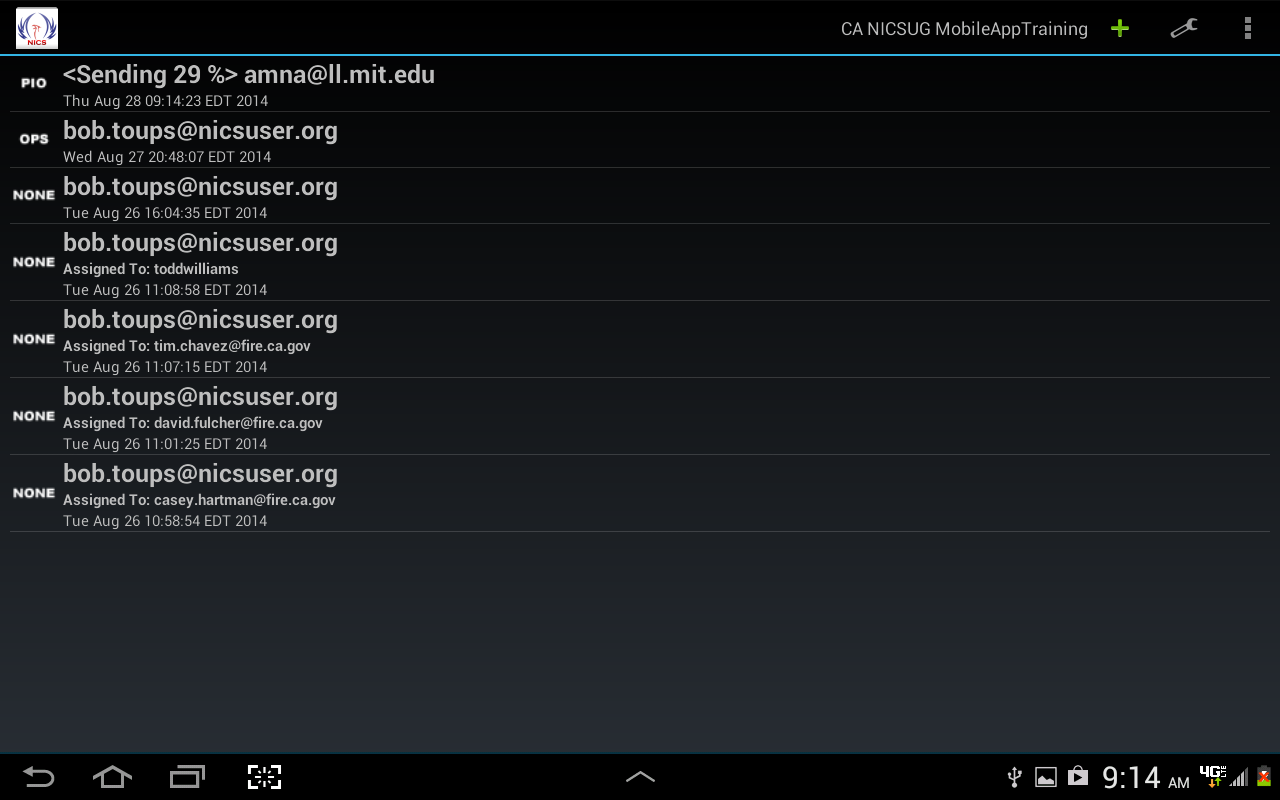 NICS
CA NICSUG MobileAppTraining
PIO
<Sending 29 %> amna@ll.mit.edu
Thu Aug 28 09:14:23 EDT 2014
OPS
bob.toups@nicsuser.org
Wed Aug 27 20:48:07 EDT 2014
NONE
bob.toups@nicsuser.org
Tue Aug 26 16:04:35 EDT 2014
NONE
bob.toups@nicsuser.org
Assigned To: toddwilliams
Tue Aug 26 11:08:58 EDT 2014
NONE
bob.toups@nicsuser.org
Assigned To: tim.chavez@fire.ca.gov
Tue Aug 26 11:07:15 EDT 2014
NONE
bob.toups@nicsuser.org
Assigned To: david.fulcher@fire.ca.gov
Tue Aug 26 11:01:25 EDT 2014
NONE
bob.toups@nicsuser.org
Assigned To: casey.hartman@fire.ca.gov
Tue Aug 26 10:58:54 EDT 2014
9:14 AM
4G LTE